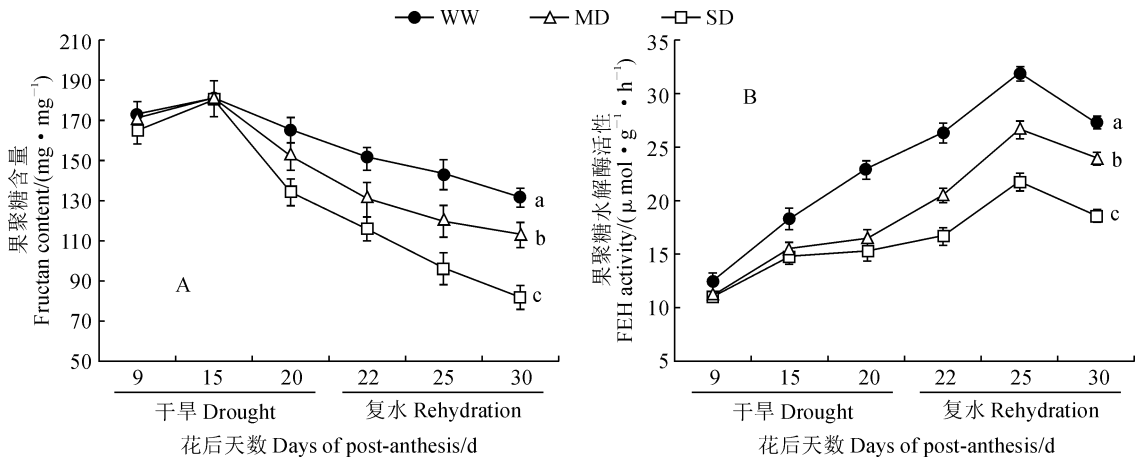 WW MD SD
果聚糖含量
Fructan content/(mg·mg⁻¹)
210
190
170
150
130
110
90
70
50
A
a
b
c
9 15 20 22 25 30
干旱 Drought 复水 Rehydration
花后天数 Days of post-anthesis/d
果聚糖水解酶活性
FEH activity/(μmol·g⁻¹·h⁻¹)
35
30
25
20
15
10
5
B
a
b
c
9 15 20 22 25 30
干旱 Drought 复水 Rehydration
花后天数 Days of post-anthesis/d